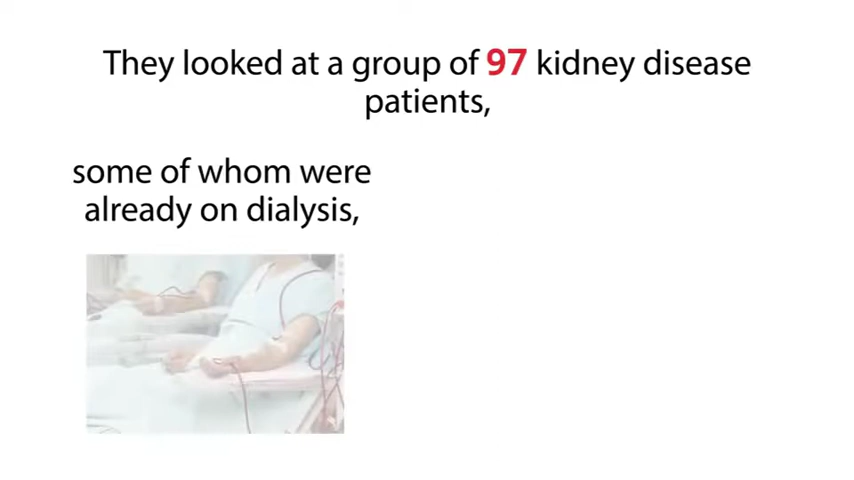 They looked at a group of 97 kidney disease
patients,
some of whom were
already on dialysis,